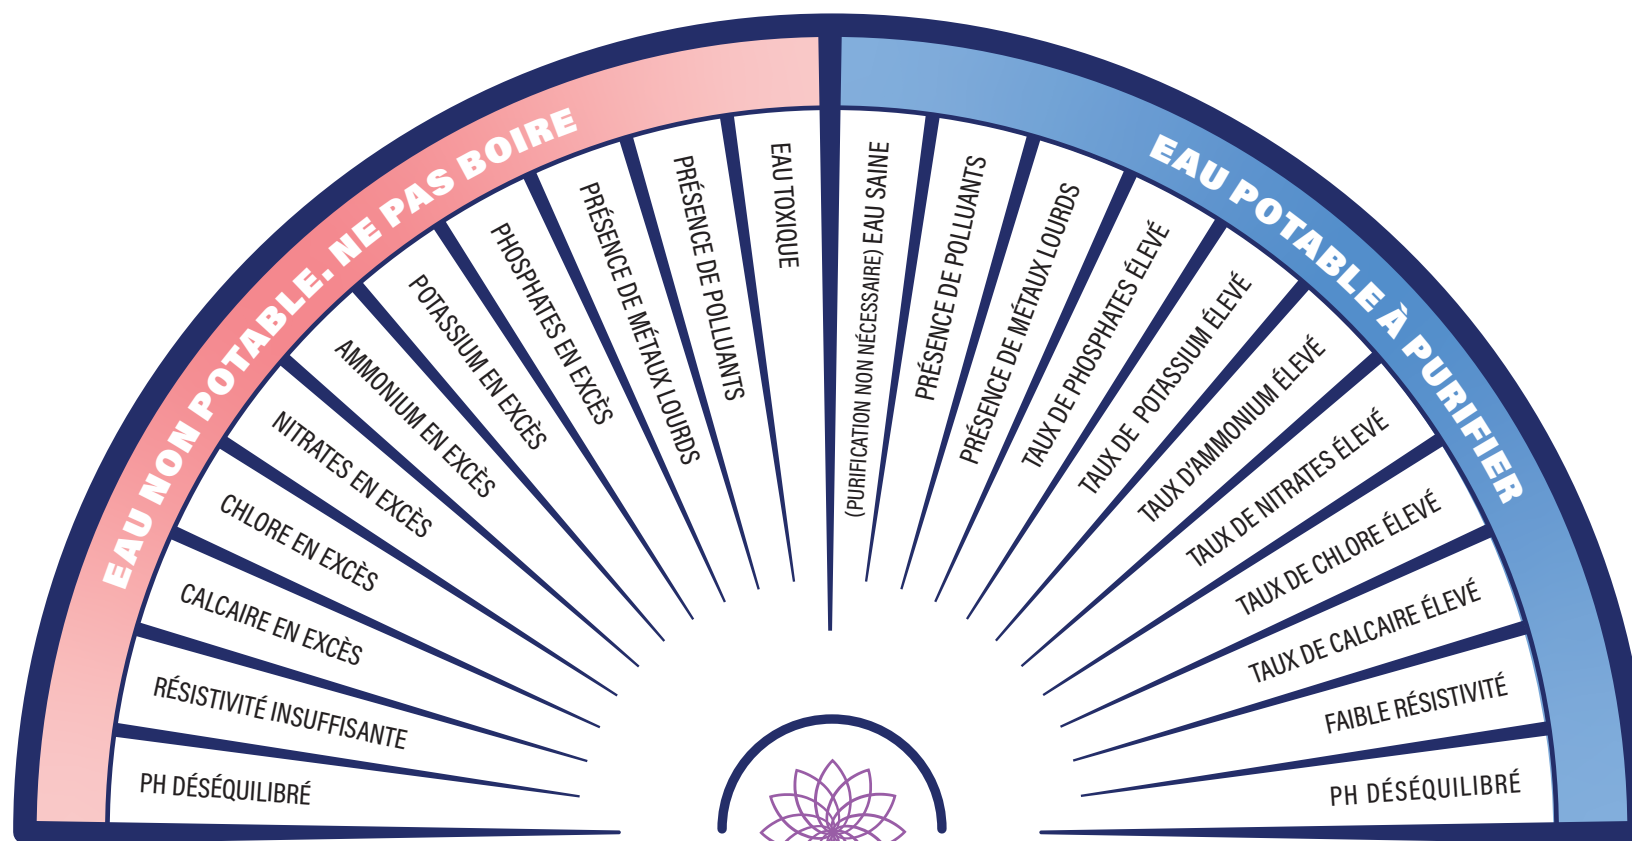 EAU NON POTABLE. NE PAS BOIRE
PH DÉSÉQUILIBRÉ
RÉSISTIVITÉ INSUFFISANTE
CALCAIRE EN EXCÈS
CHLORE EN EXCÈS
NITRATES EN EXCÈS
AMMONIUM EN EXCÈS
POTASSIUM EN EXCÈS
PHOSPHATES EN EXCÈS
PRÉSENCE DE MÉTAUX LOURDS
PRÉSENCE DE POLLUANTS
EAU TOXIQUE
EAU POTABLE À PURIFIER
(PURIFICATION NON NÉCESSAIRE) EAU SAINE
PRÉSENCE DE POLLUANTS
PRÉSENCE DE MÉTAUX LOURDS
TAUX DE PHOSPHATES ÉLEVÉ
TAUX DE POTASSIUM ÉLEVÉ
TAUX D'AMMONIUM ÉLEVÉ
TAUX DE NITRATES ÉLEVÉ
TAUX DE CHLORE ÉLEVÉ
TAUX DE CALCAIRE ÉLEVÉ
FAIBLE RÉSISTIVITÉ
PH DÉSÉQUILIBRÉ